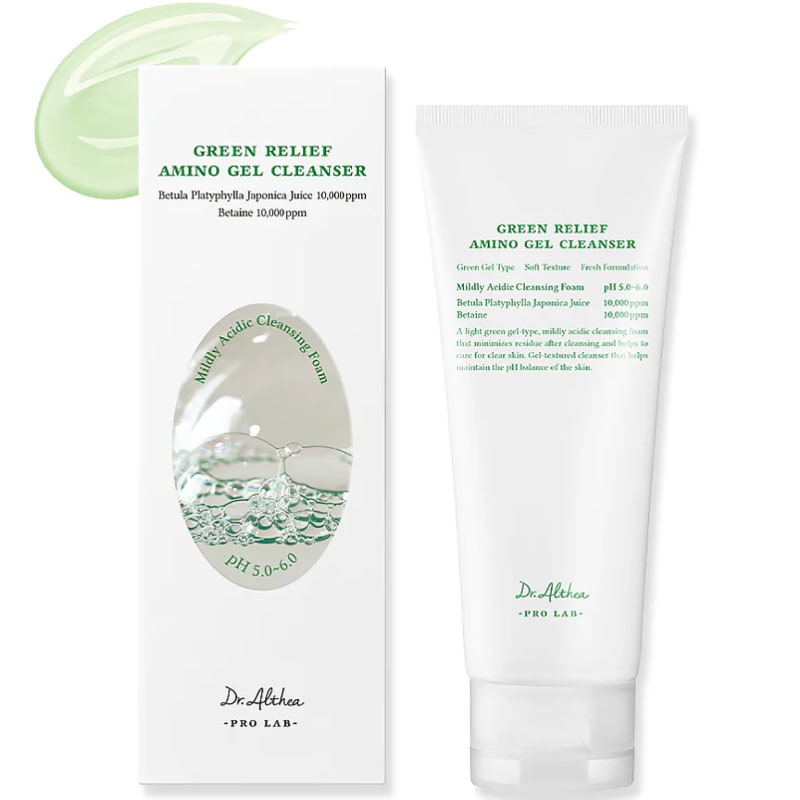 GREEN RELIEF
AMINO GEL CLEANSER
Betula Platyphylla Japonica Juice 10,000ppm
Betaine 10,000ppm
Mildly Acidic Cleansing Foam
pH 5.0~6.0
Dr.Althea
-PRO LAB-
GREEN RELIEF
AMINO GEL CLEANSER
Green Gel Type Soft Texture Fresh Formulation
Mildly Acidic Cleansing Foam pH 5.0~6.0
Betula Platyphylla Japonica Juice 10,000ppm
Betaine 10,000ppm
A light green gel-type, mildly acidic cleansing foam
that minimizes residue after cleansing and helps to
care for clear skin. Gel-textured cleanser that helps
maintain the pH balance of the skin.
Dr.Althea
-PRO LAB-